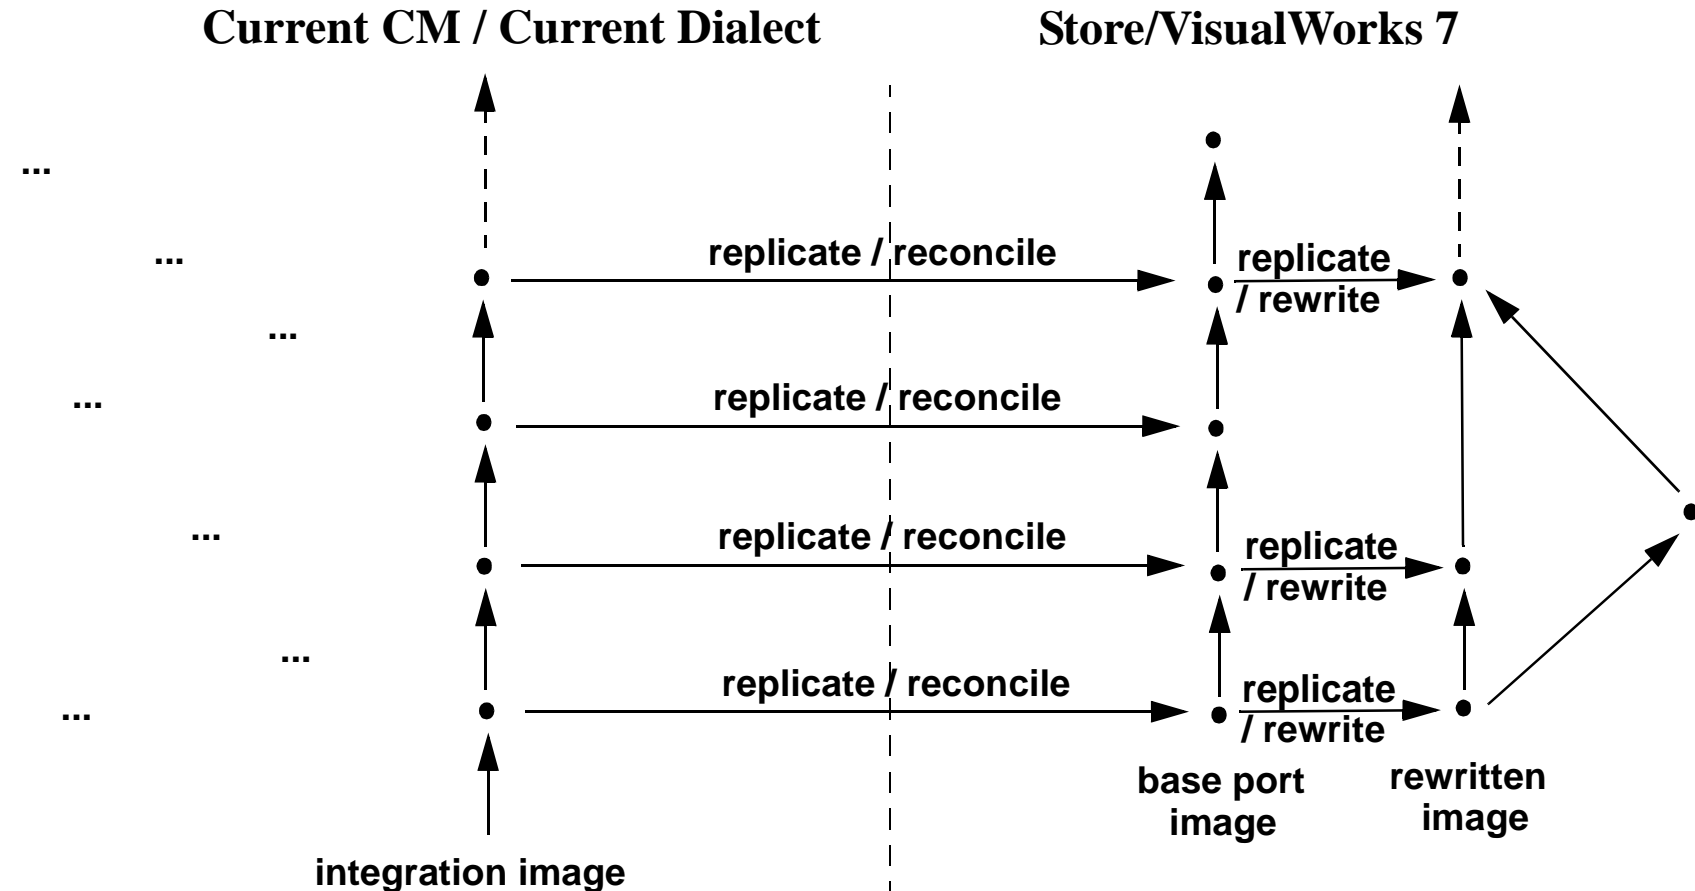 Current CM / Current Dialect
Store/VisualWorks 7
...
...
replicate / reconcile
replicate
/ rewrite
...
...
replicate / reconcile
...
replicate / reconcile
replicate
/ rewrite
...
...
replicate / reconcile
replicate
/ rewrite
base port
image
rewritten
image
integration image